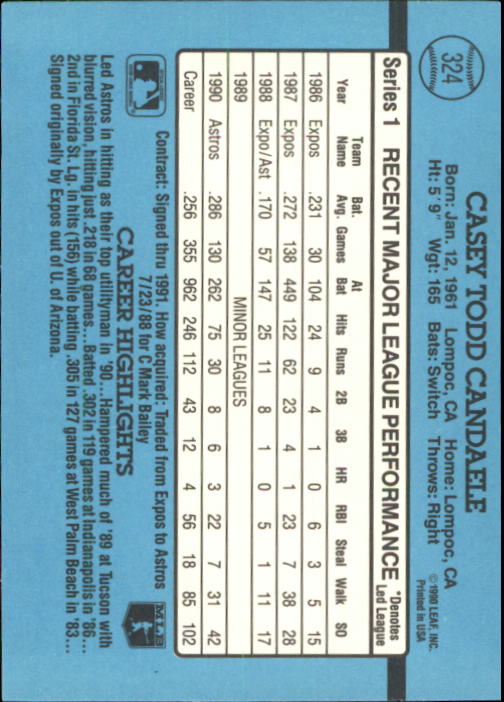 324
CASEY TODD CANDAELE
Born: Jan. 12, 1961 Lompoc, CA Home: Lompoc, CA
Ht: 5' 9" Wgt: 165 Bats: Switch Throws: Right
©1990 LEAF, INC.
Printed in USA
Series 1 RECENT MAJOR LEAGUE PERFORMANCE *Denotes Led League
Year Team Name Bat. Avg. Games At Bat Hits Runs 2B 3B HR RBI Steal Walk SO
1986 Expos .231 30 104 24 9 4 1 0 6 3 5 15
1987 Expos .272 138 449 122 62 23 4 1 23 7 38 28
1988 Expo/Ast .170 57 147 25 11 8 1 0 5 1 11 17
1989 MINOR LEAGUES
1990 Astros .286 130 262 75 30 8 6 3 22 7 31 42
Career .256 355 962 246 112 43 12 4 56 18 85 102
Contract: Signed thru 1991. How acquired: Traded from Expos to Astros
7/23/88 for C Mark Bailey
MLB
CAREER HIGHLIGHTS
Led Astros in hitting as their top utilityman in '90...Hampered much of '89 at Tucson with
blurred vision, hitting just .218 in 68 games...Batted .302 in 119 games at Indianapolis in '86...
2nd in Florida St. Lg. in hits (156) while batting .305 in 127 games at West Palm Beach in '83...
Signed originally by Expos out of U. of Arizona.